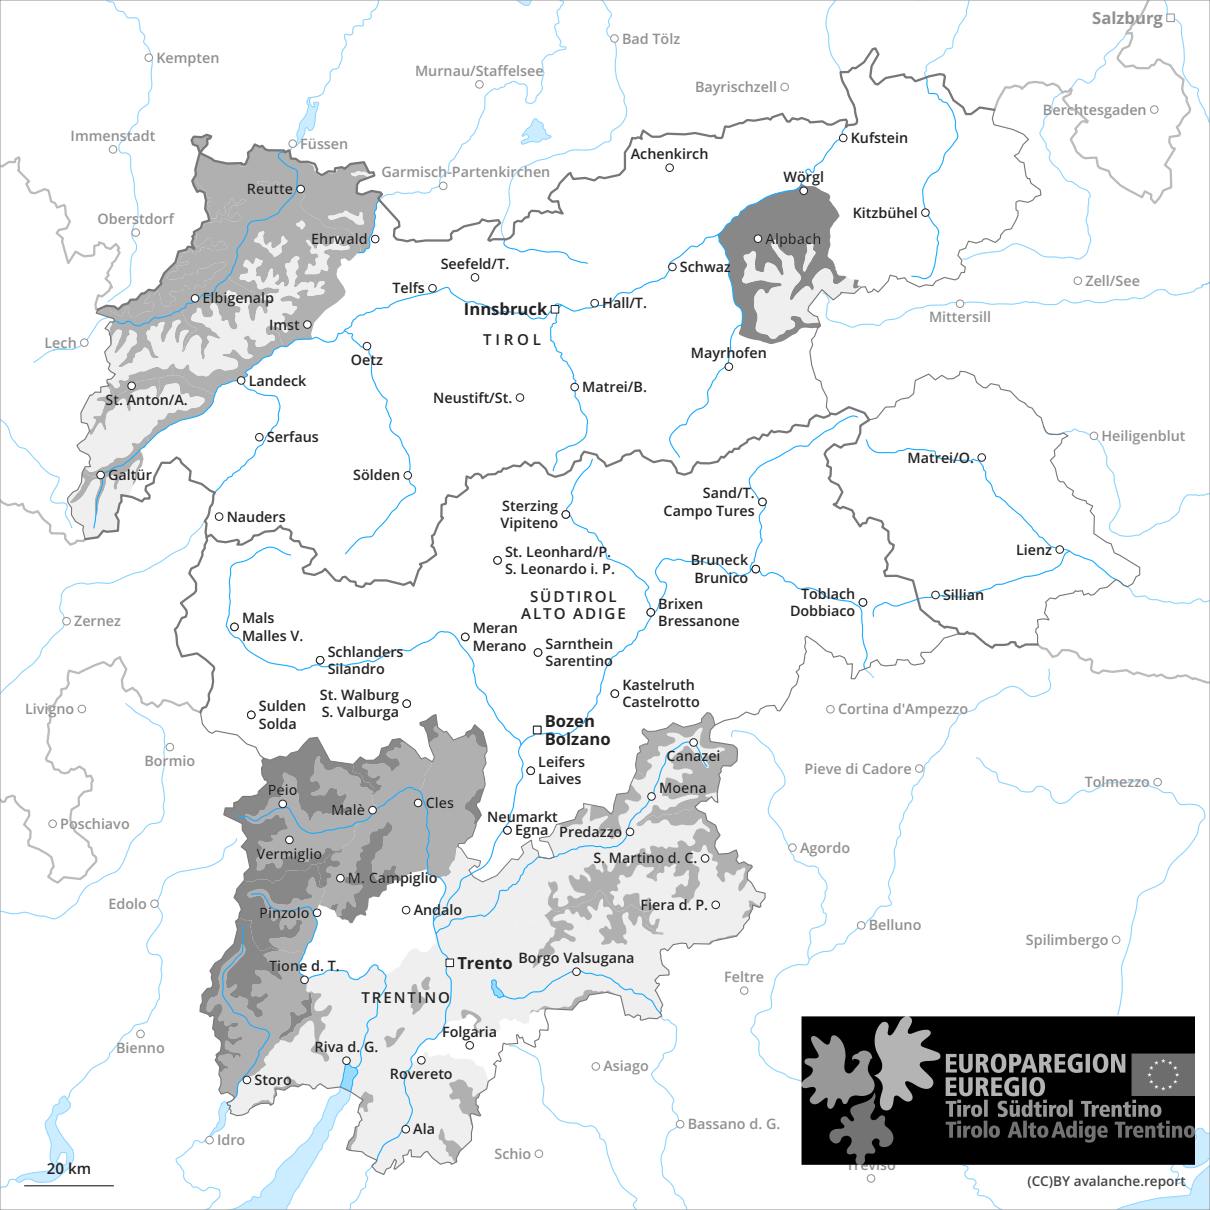 Salzburg
Bad Tölz
Kempten
Murnau/Staffelsee
Bayrischzell
Berchtesgaden
Immenstadt
Füssen
Kufstein
Achenkirch
Garmisch-Partenkirchen
Wörgl
Reutte
Oberstdorf
Kitzbühel
Ehrwald
Alpbach
Seefeld/T.
Schwaz
Zell/See
Telfs
Elbigenalp
Hall/T.
Innsbruck
Mittersill
Imst
TIROL
Lech
Mayrhofen
Oetz
Landeck
Matrei/B.
St. Anton/A.
Neustift/St.
Serfaus
Heiligenblut
Matrei/O.
Galtür
Sölden
Sand/T.
Campo Tures
Sterzing
Vipiteno
Nauders
St. Leonhard/P.
S. Leonardo i. P.
Lienz
Bruneck
Brunico
SÜDTIROL
ALTO ADIGE
Toblach
Dobbiaco
Sillian
Brixen
Bressanone
Zernez
Mals
Malles V.
Meran
Merano
Sarnthein
Sarentino
Schlanders
Silandro
Kastelruth
Castelrotto
St. Walburg
S. Valburga
Sulden
Solda
Livigno
Cortina d'Ampezzo
Bozen
Bolzano
Bormio
Canazei
Leifers
Laives
Pieve di Cadore
Tolmezzo
Peio
Moena
Malè
Cles
Neumarkt
Egna
Predazzo
Poschiavo
Vermiglio
Agordo
S. Martino d. C.
M. Campiglio
Edolo
Pinzolo
Andalo
Fiera d. P.
Belluno
Spilimbergo
Trento
Borgo Valsugana
Tione d. T.
Feltre
TRENTINO
Folgaria
Bienno
Riva d. G.
Rovereto
Asiago
Storo
Idro
Ala
Bassano d. G.
Schio
Treviso
EUROPAREGION
EUREGIO
Tirol Südtirol Trentino
Tirolo Alto Adige Trentino
20 km
(CC)BY avalanche.report